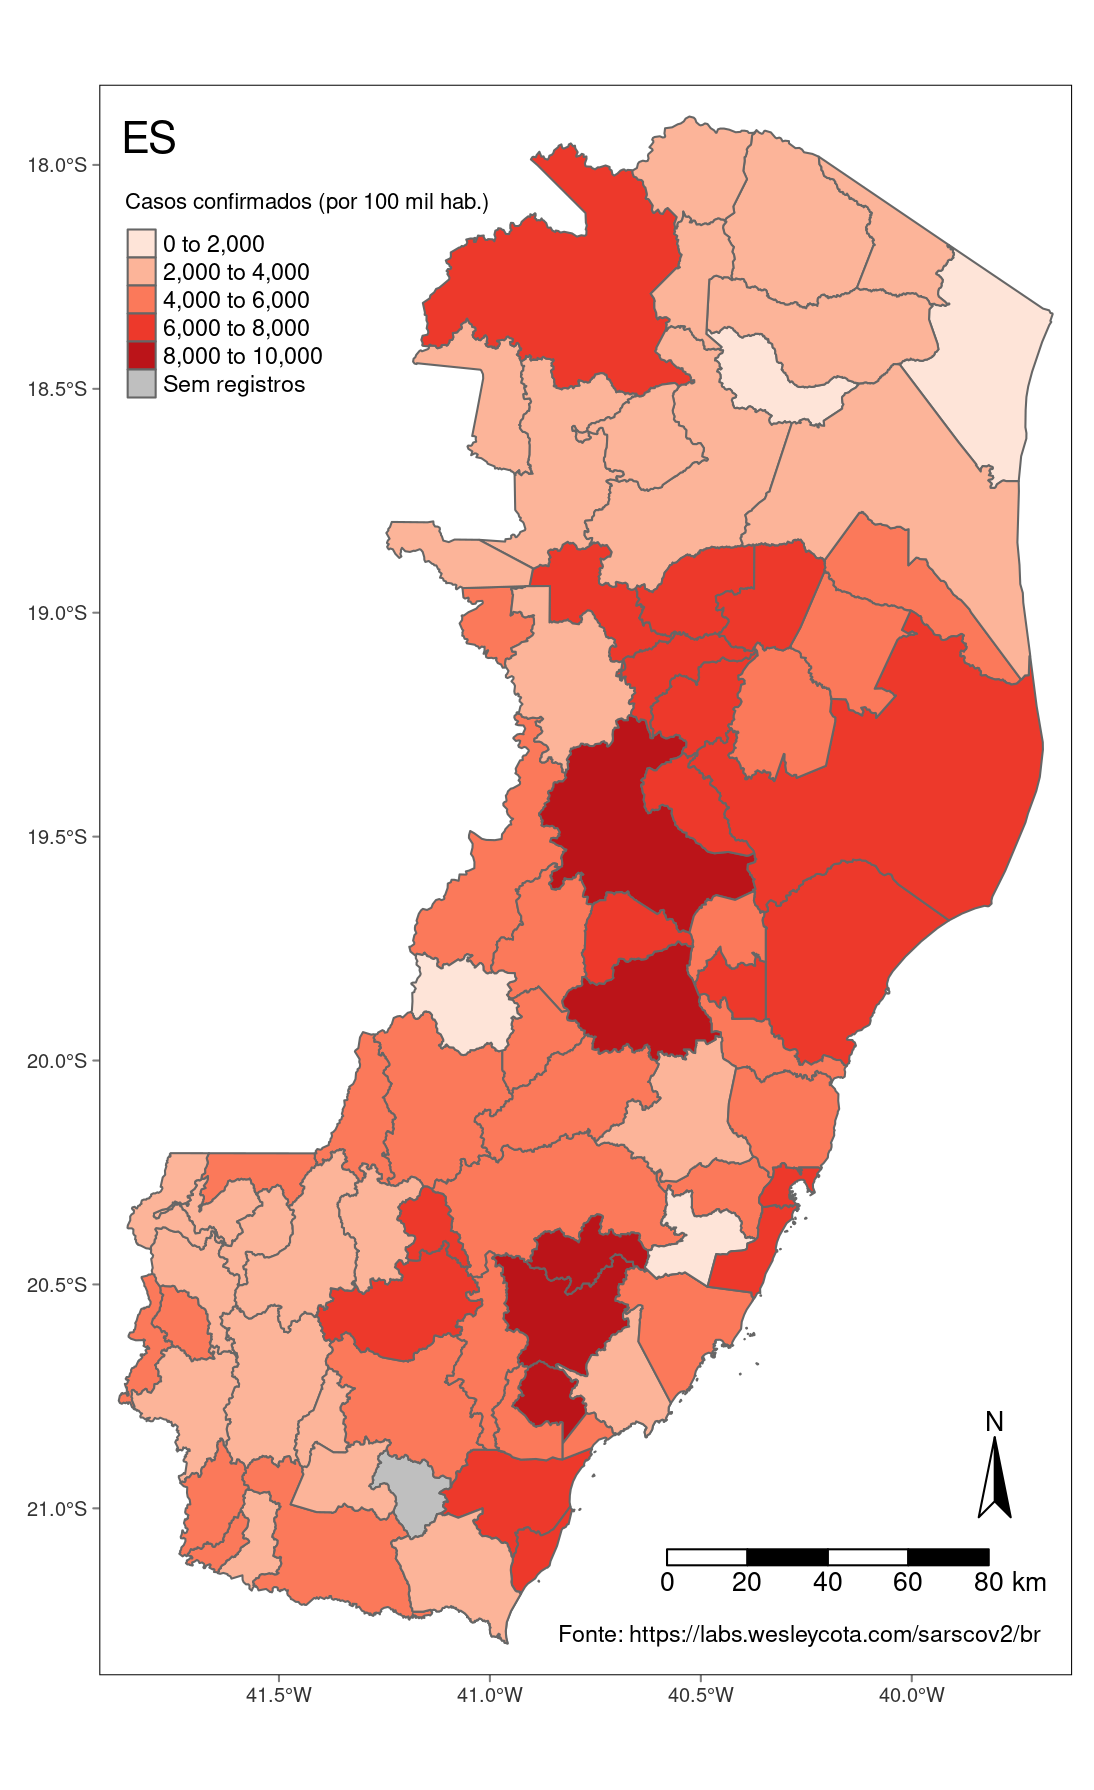 ES
Casos confirmados (por 100 mil hab.)
0 to 2,000
2,000 to 4,000
4,000 to 6,000
6,000 to 8,000
8,000 to 10,000
Sem registros
18.0°S
18.5°S
19.0°S
19.5°S
20.0°S
20.5°S
21.0°S
N
0 20 40 60 80 km
Fonte: https://labs.wesleycota.com/sarscov2/br
41.5°W 41.0°W 40.5°W 40.0°W